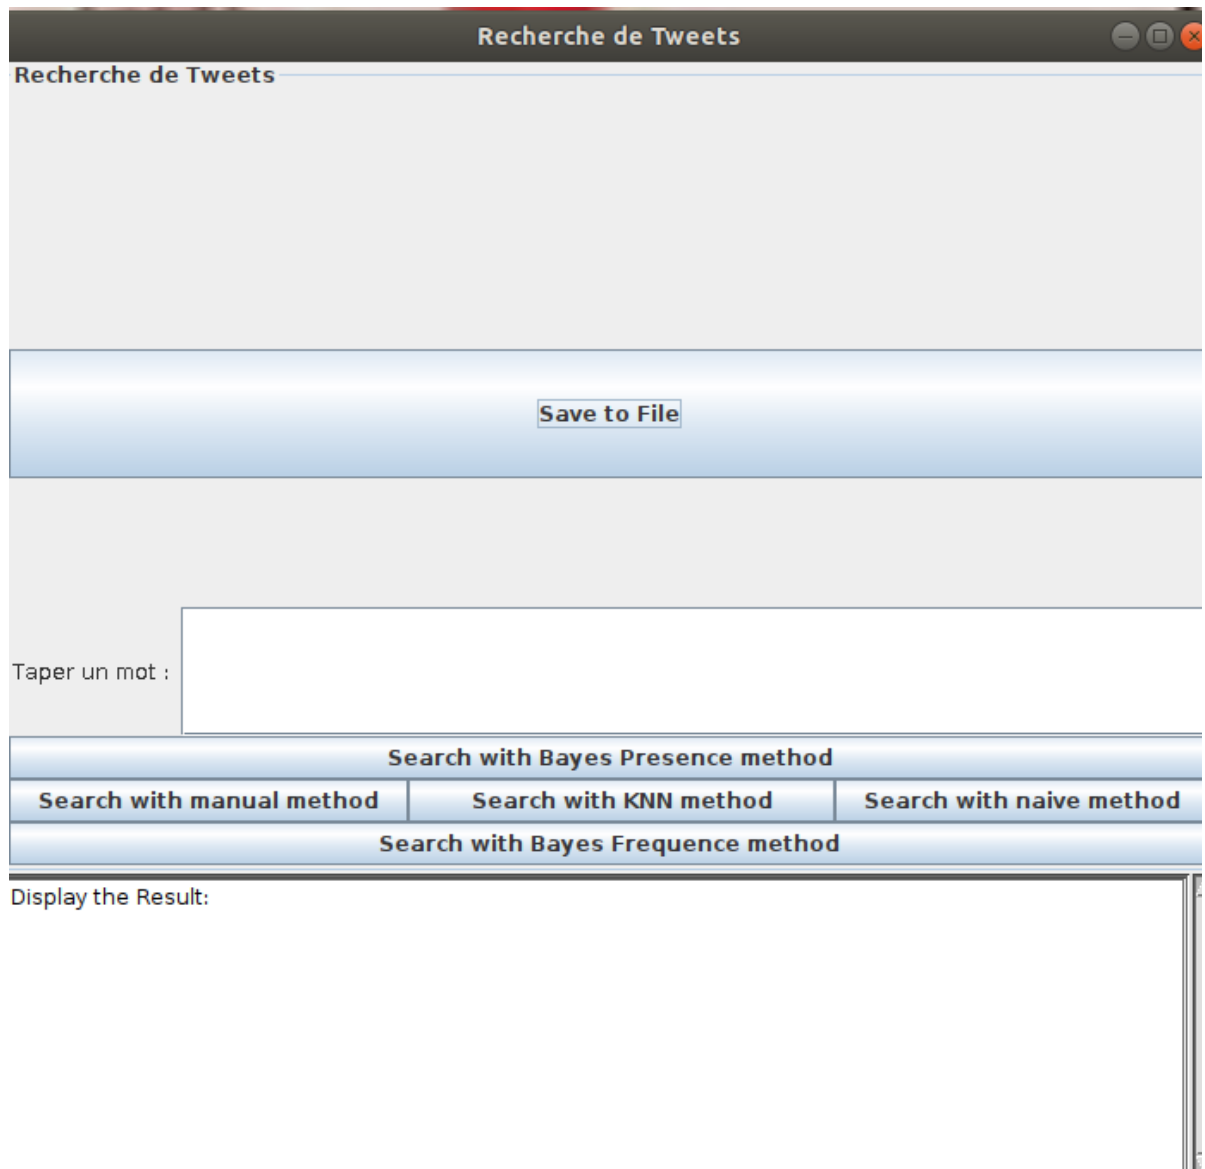 Recherche de Tweets
Recherche de Tweets
Save to File
Taper un mot :
Search with Bayes Presence method
Search with manual method
Search with KNN method
Search with naive method
Search with Bayes Frequence method
Display the Result: